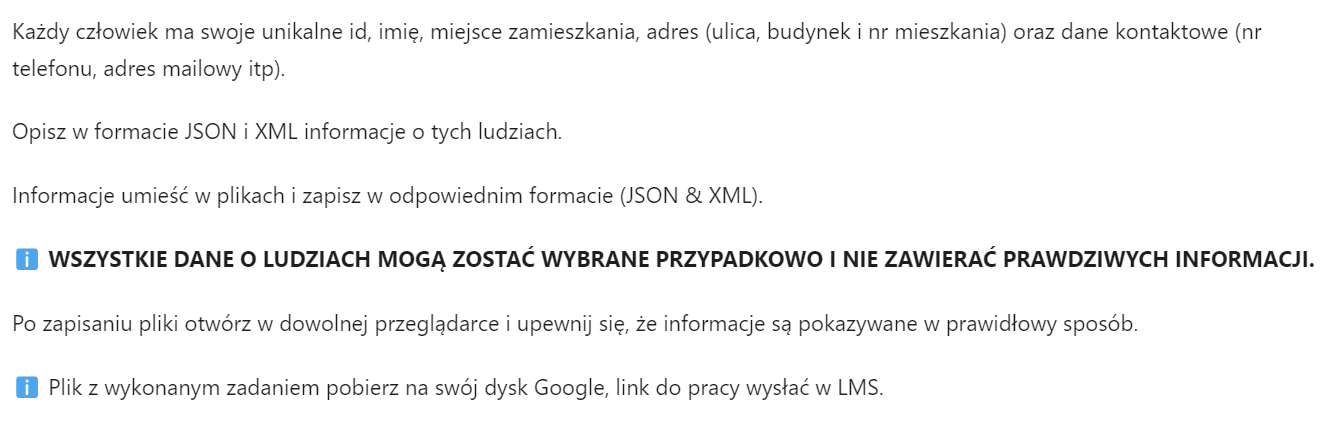 Każdy człowiek ma swoje unikalne id, imię, miejsce zamieszkania, adres (ulica, budynek i nr mieszkania) oraz dane kontaktowe (nr
telefonu, adres mailowy itp).
Opisz w formacie JSON i XML informacje o tych ludziach.
Informacje umieść w plikach i zapisz w odpowiednim formacie (JSON & XML).
ℹ️ WSZYSTKIE DANE O LUDZIACH MOGĄ ZOSTAĆ WYBRANE PRZYPADKOWO I NIE ZAWIERAĆ PRAWDZIWYCH INFORMACJI.
Po zapisaniu pliki otwórz w dowolnej przeglądarce i upewnij się, że informacje są pokazywane w prawidłowy sposób.
ℹ️ Plik z wykonanym zadaniem pobierz na swój dysk Google, link do pracy wysłać w LMS.